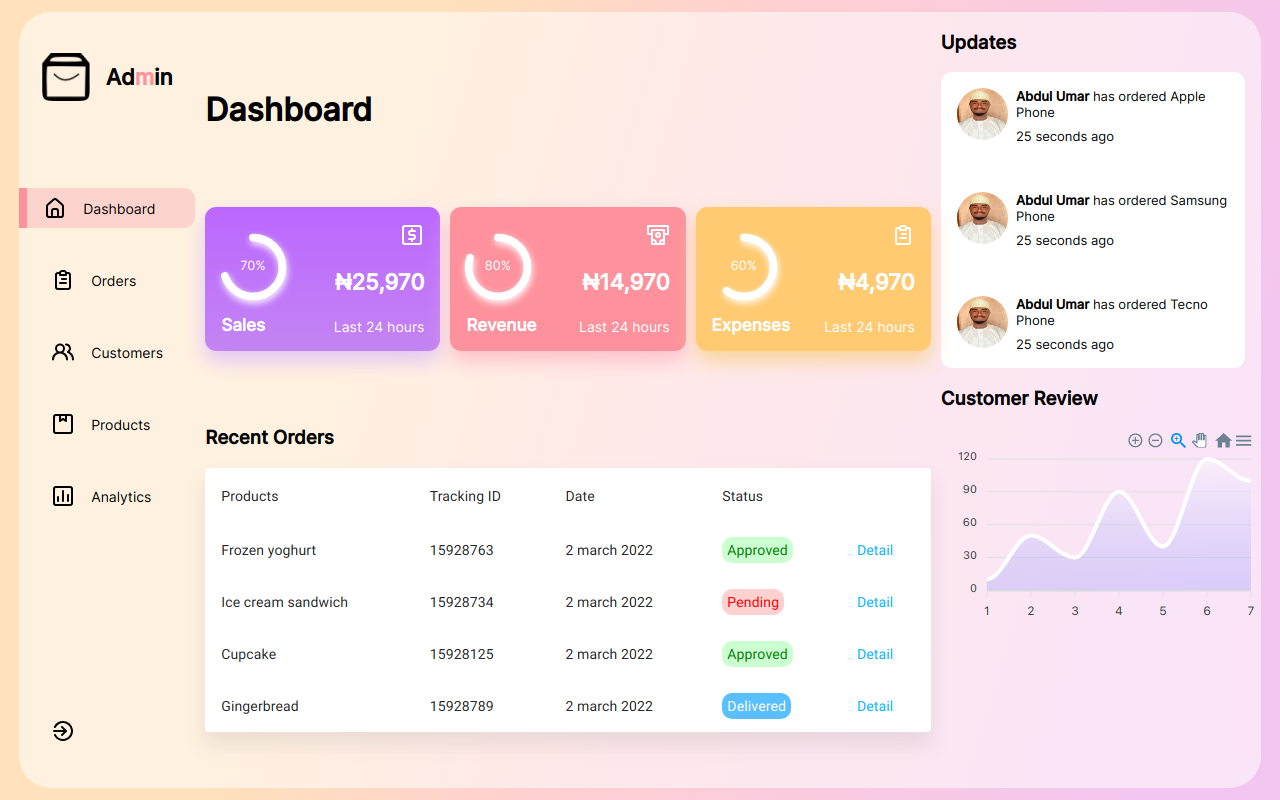 Admin
Dashboard
Orders
Customers
Products
Analytics
Dashboard
70%
₦25,970
Sales
Last 24 hours
80%
₦14,970
Revenue
Last 24 hours
60%
₦4,970
Expenses
Last 24 hours
Recent Orders
Products Tracking ID Date Status
Frozen yoghurt 15928763 2 march 2022 Approved Detail
Ice cream sandwich 15928734 2 march 2022 Pending Detail
Cupcake 15928125 2 march 2022 Approved Detail
Gingerbread 15928789 2 march 2022 Delivered Detail
Updates
Abdul Umar has ordered Apple
Phone
25 seconds ago
Abdul Umar has ordered Samsung
Phone
25 seconds ago
Abdul Umar has ordered Tecno
Phone
25 seconds ago
Customer Review
120
90
60
30
0
1 2 3 4 5 6 7